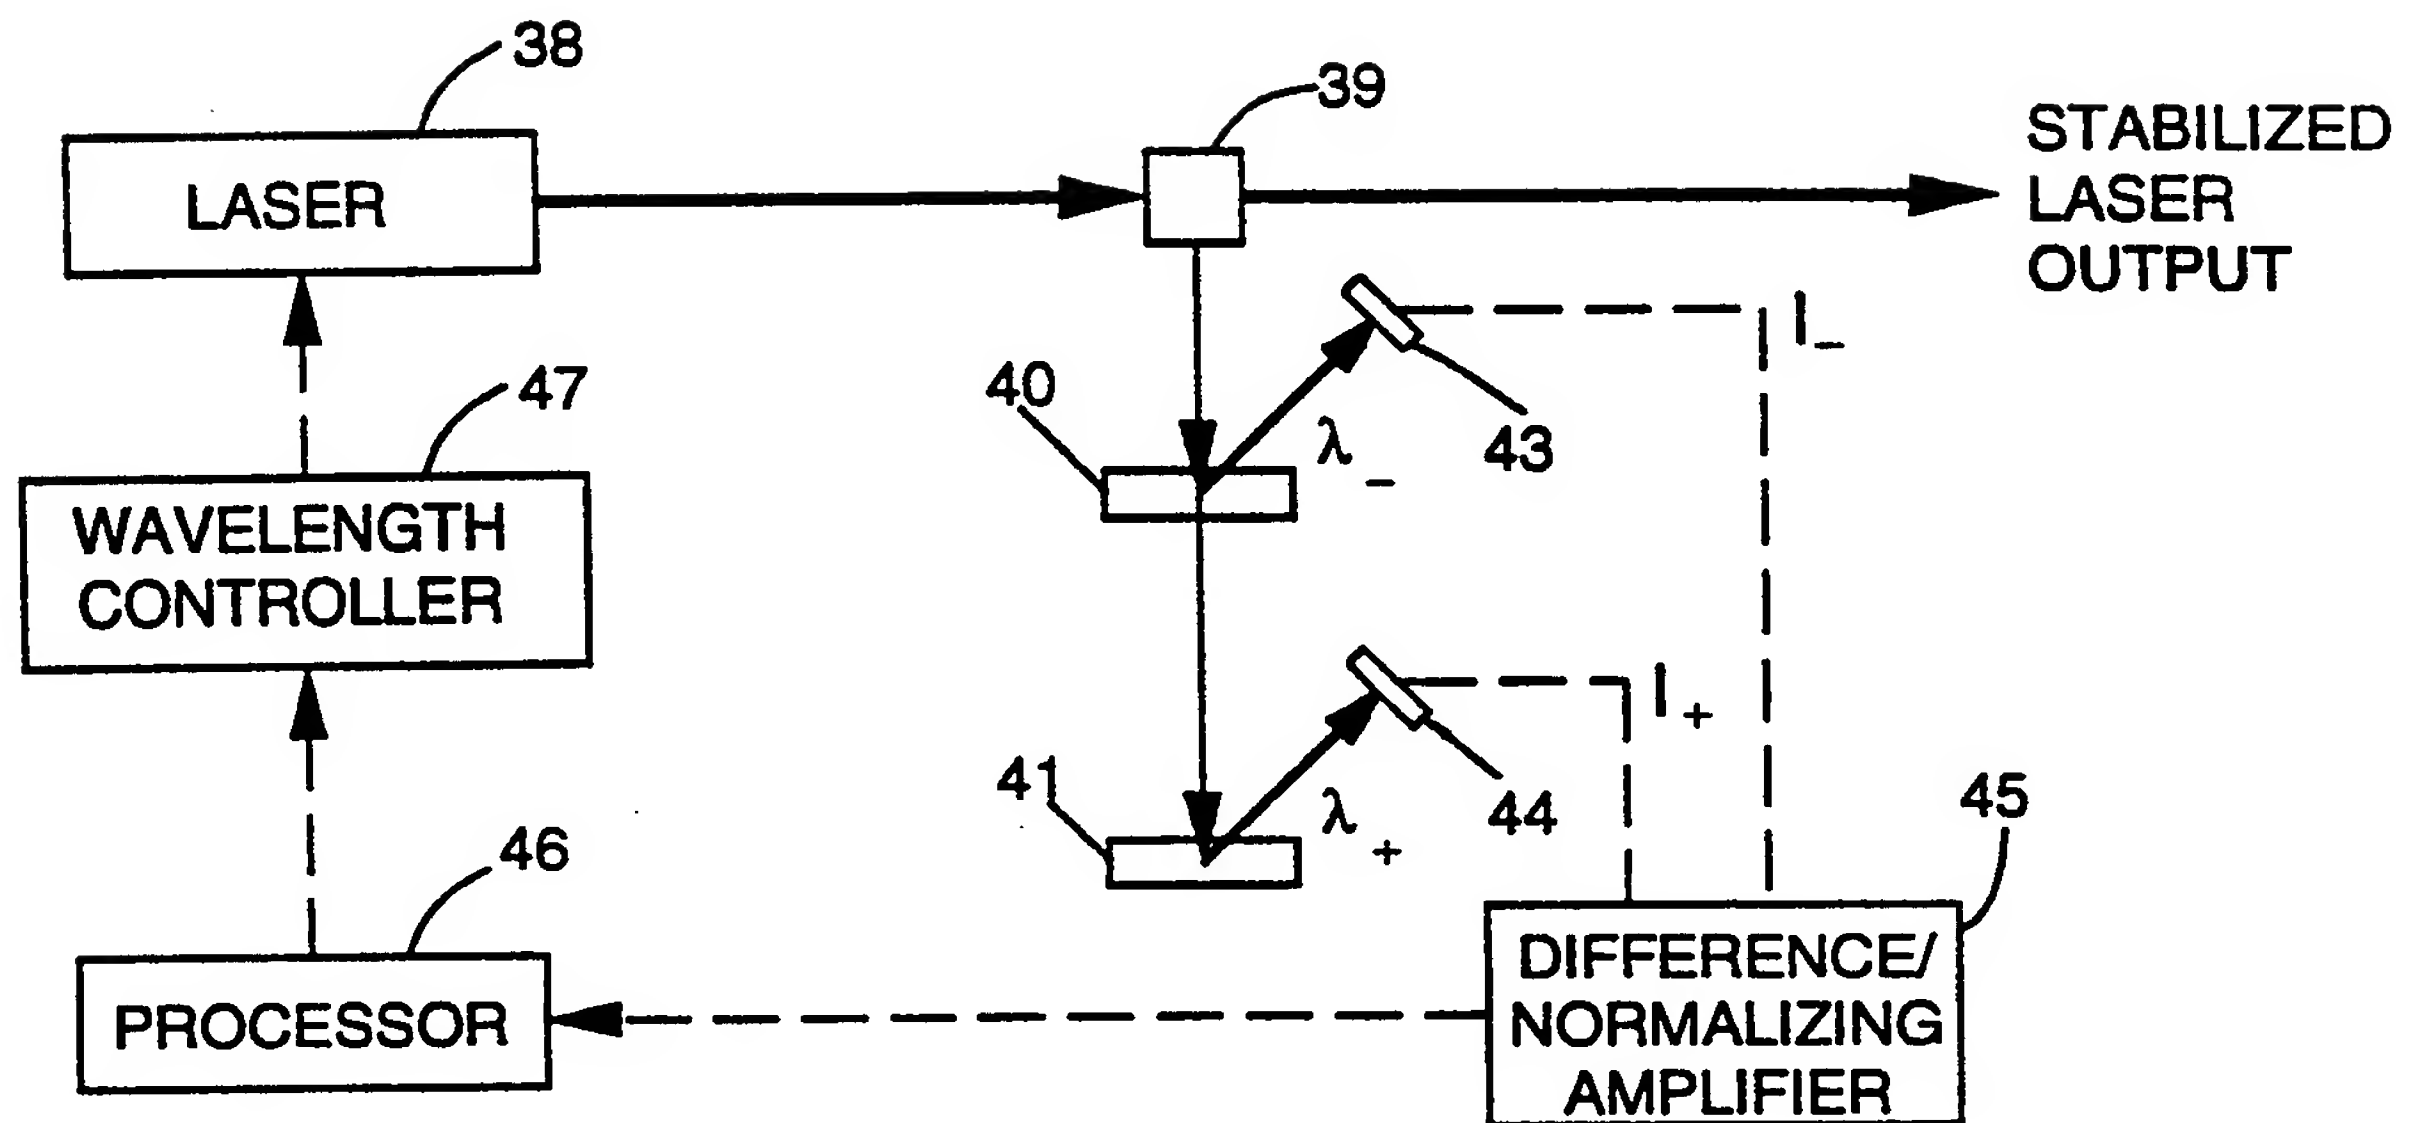 38
39
STABILIZED
LASER
OUTPUT
LASER
I_
40
λ_
43
47
WAVELENGTH
CONTROLLER
I+
41
λ+
44
45
46
PROCESSOR
DIFFERENCE/
NORMALIZING
AMPLIFIER